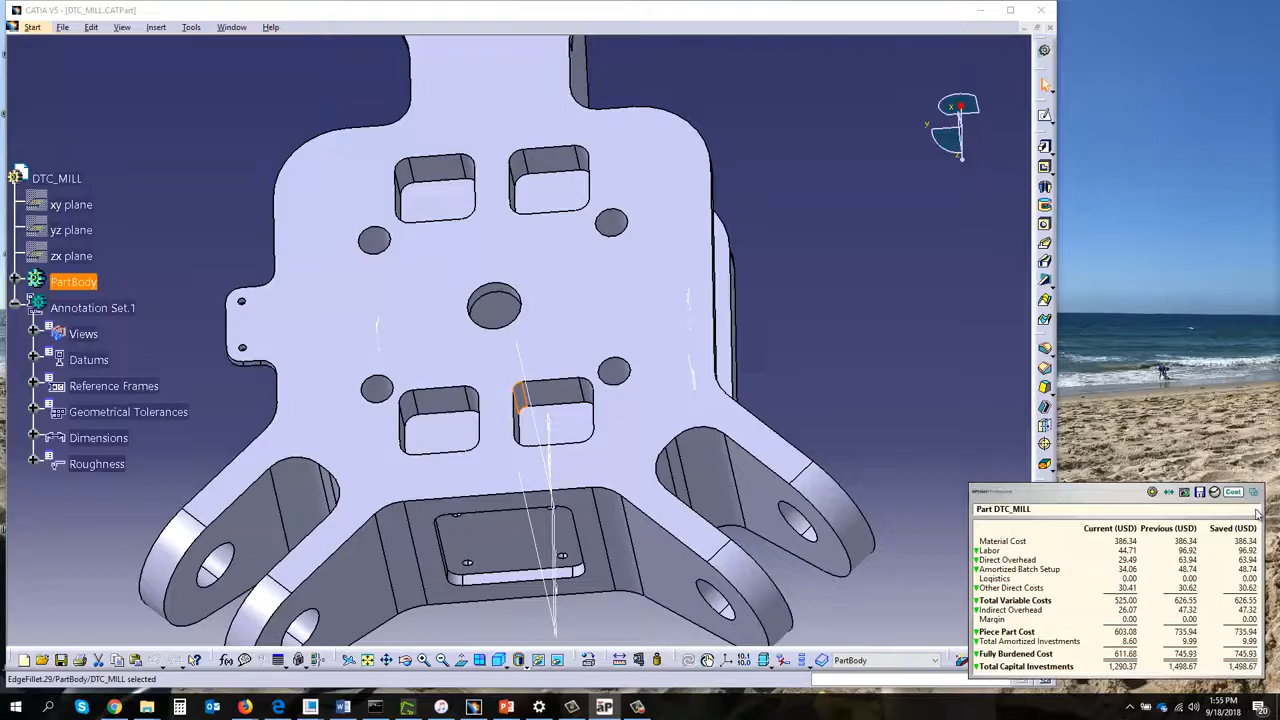 CATIA V5 - [DTC_MILL.CATPart]
Start File Edit View Insert Tools Window Help
x
y
z
DTC_MILL
xy plane
yz plane
zx plane
PartBody
Annotation Set.1
Views
Datums
Reference Frames
Geometrical Tolerances
Dimensions
Roughness
Cost
Part DTC_MILL
Current (USD) Previous (USD) Saved (USD)
Material Cost 386.34 386.34 386.34
Labor 44.71 96.92 96.92
Direct Overhead 29.49 63.94 63.94
Amortized Batch Setup 34.06 48.74 48.74
Logistics 0.00 0.00 0.00
Other Direct Costs 30.41 30.62 30.62
Total Variable Costs 525.00 626.55 626.55
Indirect Overhead 26.07 47.32 47.32
Margin 0.00 0.00 0.00
Piece Part Cost 603.08 735.94 735.94
Total Amortized Investments 8.60 9.99 9.99
Fully Burdened Cost 611.68 745.93 745.93
Total Capital Investments 1,290.37 1,498.67 1,498.67
PartBody
EdgeFillet.29/PartBody/DTC_MILL selected
1:55 PM
9/18/2018
20